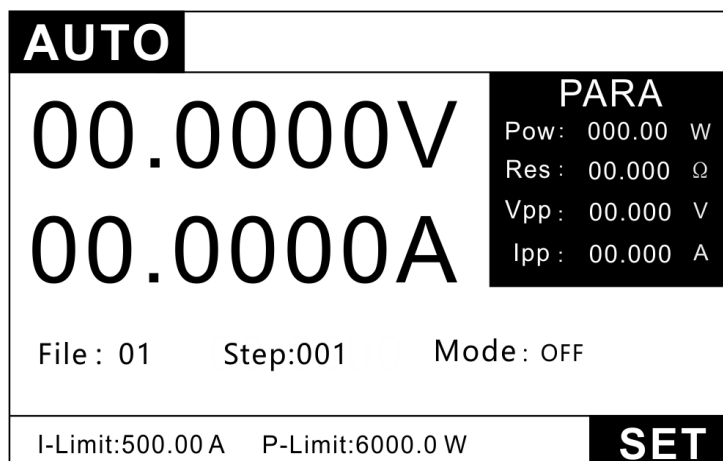 AUTO
00.0000V
00.0000A
PARA
Pow: 000.00 W
Res: 00.000 Ω
Vpp: 00.000 V
Ipp: 00.000 A
File: 01 Step:001 Mode: OFF
I-Limit:500.00 A P-Limit:6000.0 W SET